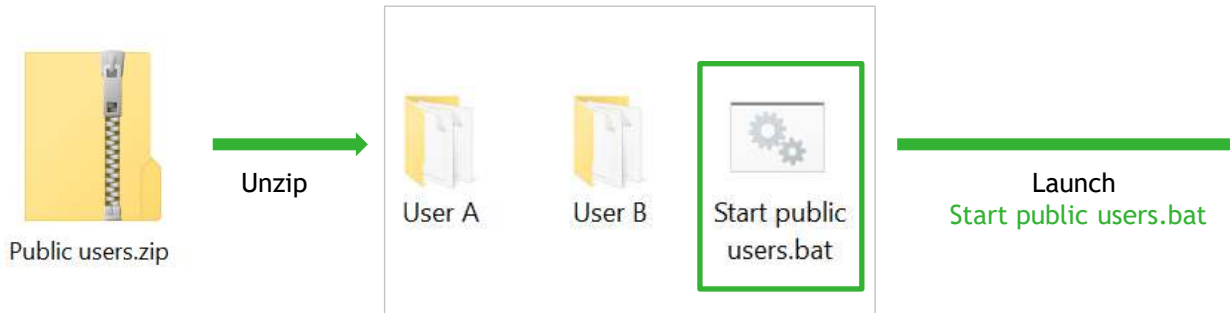 Public users.zip
Unzip
User A
User B
Start public
users.bat
Launch
Start public users.bat